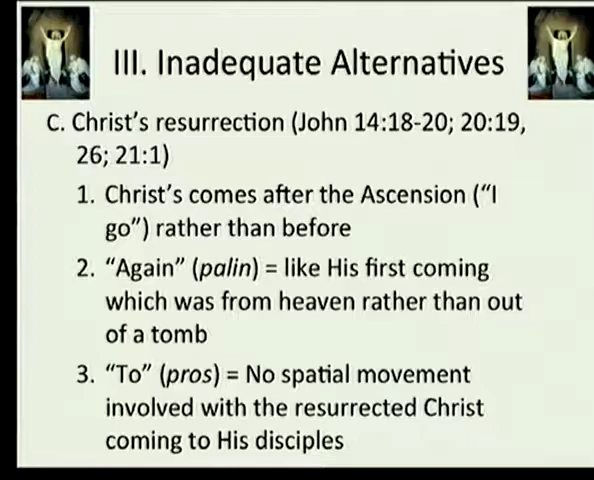 III. Inadequate Alternatives
C. Christ's resurrection (John 14:18-20; 20:19,
26; 21:1)
1. Christ's comes after the Ascension ("I
go") rather than before
2. "Again" (palin) = like His first coming
which was from heaven rather than out
of a tomb
3. "To" (pros) = No spatial movement
involved with the resurrected Christ
coming to His disciples